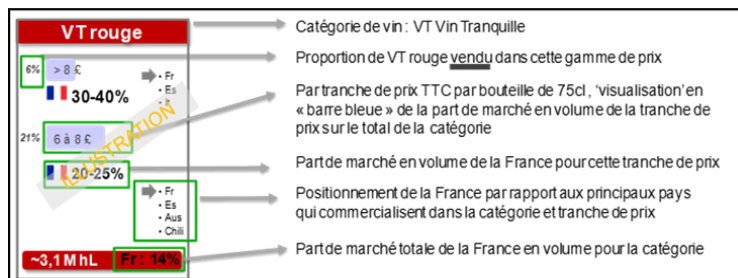 VT rouge
6%
> 8 £
30-40%
Fr
Es
21%
6 à 8 £
20-25%
Fr
Es
Aus
Chili
~3,1 M hL
Fr : 14%
ILLUSTRATION
Catégorie de vin : VT Vin Tranquille
Proportion de VT rouge vendu dans cette gamme de prix
Par tranche de prix TTC par bouteille de 75cl, 'visualisation' en
« barre bleue » de la part de marché en volume de la tranche de
prix sur le total de la catégorie
Part de marché en volume de la France pour cette tranche de prix
Positionnement de la France par rapport aux principaux pays
qui commercialisent dans la catégorie et tranche de prix
Part de marché totale de la France en volume pour la catégorie